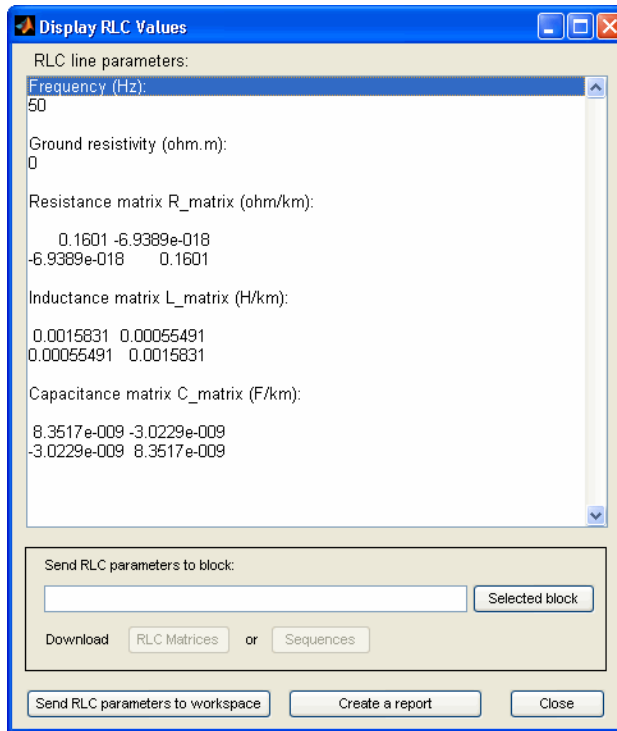 Display RLC Values
RLC line parameters:
Frequency (Hz):
50
Ground resistivity (ohm.m):
0
Resistance matrix R_matrix (ohm/km):
0.1601 -6.9389e-018
-6.9389e-018 0.1601
Inductance matrix L_matrix (H/km):
0.0015831 0.00055491
0.00055491 0.0015831
Capacitance matrix C_matrix (F/km):
8.3517e-009 -3.0229e-009
-3.0229e-009 8.3517e-009
Send RLC parameters to block:
Selected block
Download RLC Matrices or Sequences
Send RLC parameters to workspace Create a report Close